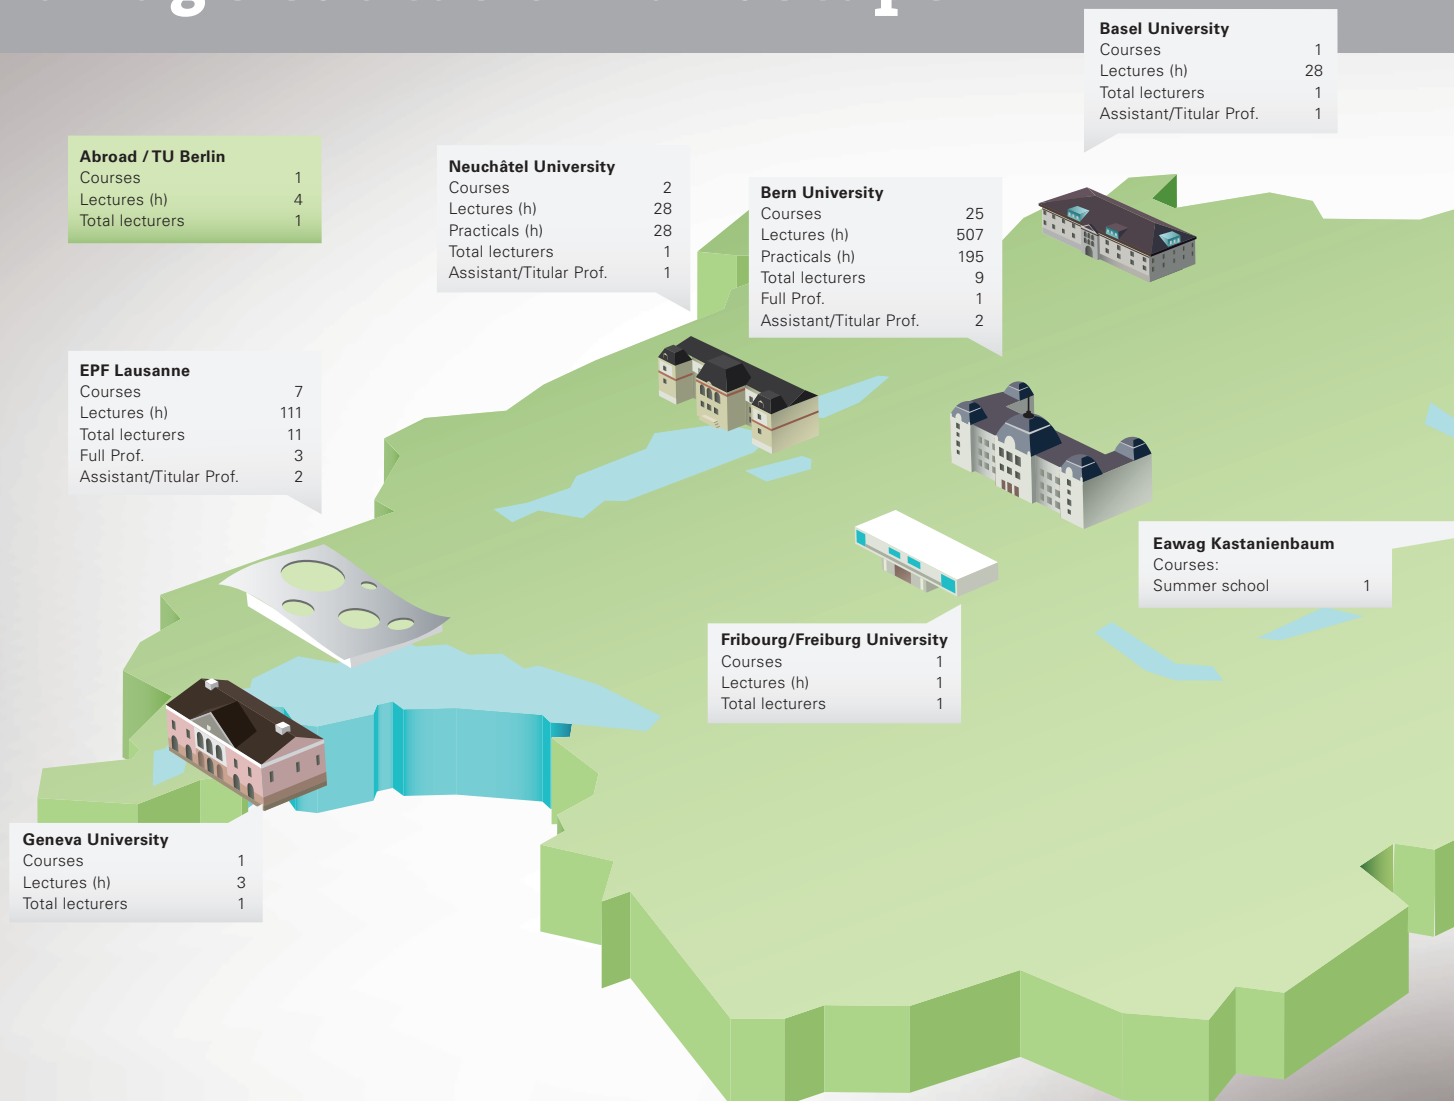 Basel University
Courses 1
Lectures (h) 28
Total lecturers 1
Assistant/Titular Prof. 1
Abroad / TU Berlin
Courses 1
Lectures (h) 4
Total lecturers 1
Neuchâtel University
Courses 2
Lectures (h) 28
Practicals (h) 28
Total lecturers 1
Assistant/Titular Prof. 1
Bern University
Courses 25
Lectures (h) 507
Practicals (h) 195
Total lecturers 9
Full Prof. 1
Assistant/Titular Prof. 2
EPF Lausanne
Courses 7
Lectures (h) 111
Total lecturers 11
Full Prof. 3
Assistant/Titular Prof. 2
Eawag Kastanienbaum
Courses:
Summer school 1
Fribourg/Freiburg University
Courses 1
Lectures (h) 1
Total lecturers 1
Geneva University
Courses 1
Lectures (h) 3
Total lecturers 1